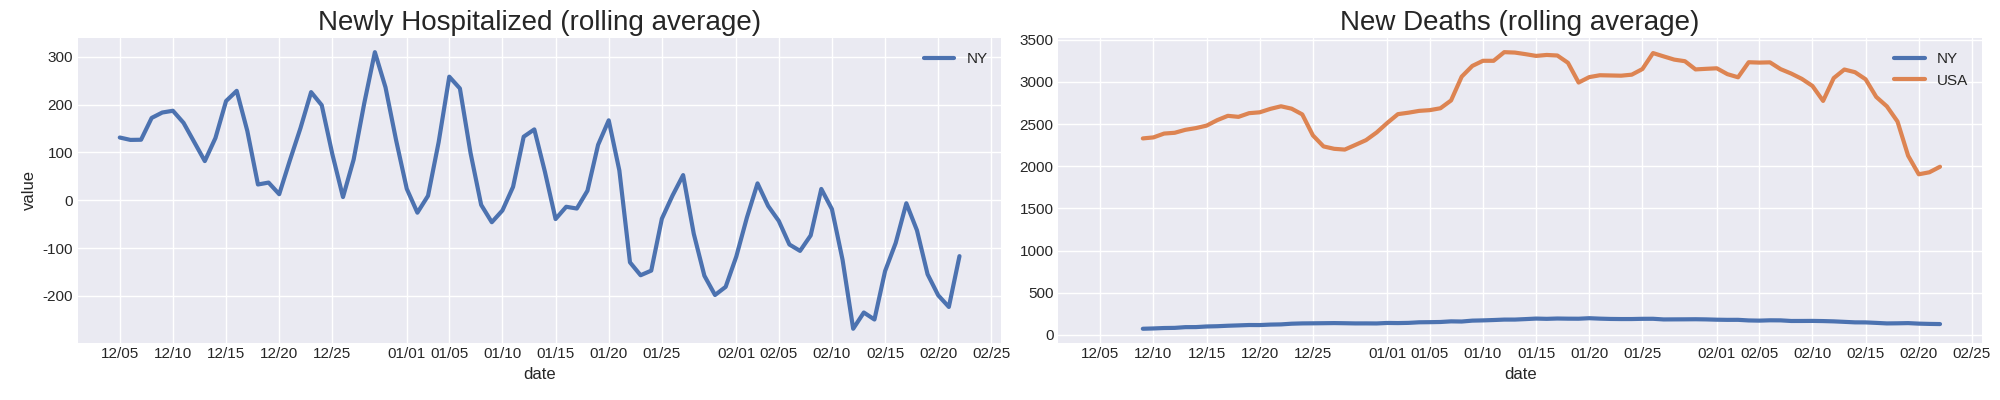 Newly Hospitalized (rolling average)
300
200
100
0
-100
-200
value
NY
12/05 12/10 12/15 12/20 12/25 01/01 01/05 01/10 01/15 01/20 01/25 02/01 02/05 02/10 02/15 02/20 02/25
date
New Deaths (rolling average)
3500
3000
2500
2000
1500
1000
500
0
NY
USA
12/05 12/10 12/15 12/20 12/25 01/01 01/05 01/10 01/15 01/20 01/25 02/01 02/05 02/10 02/15 02/20 02/25
date